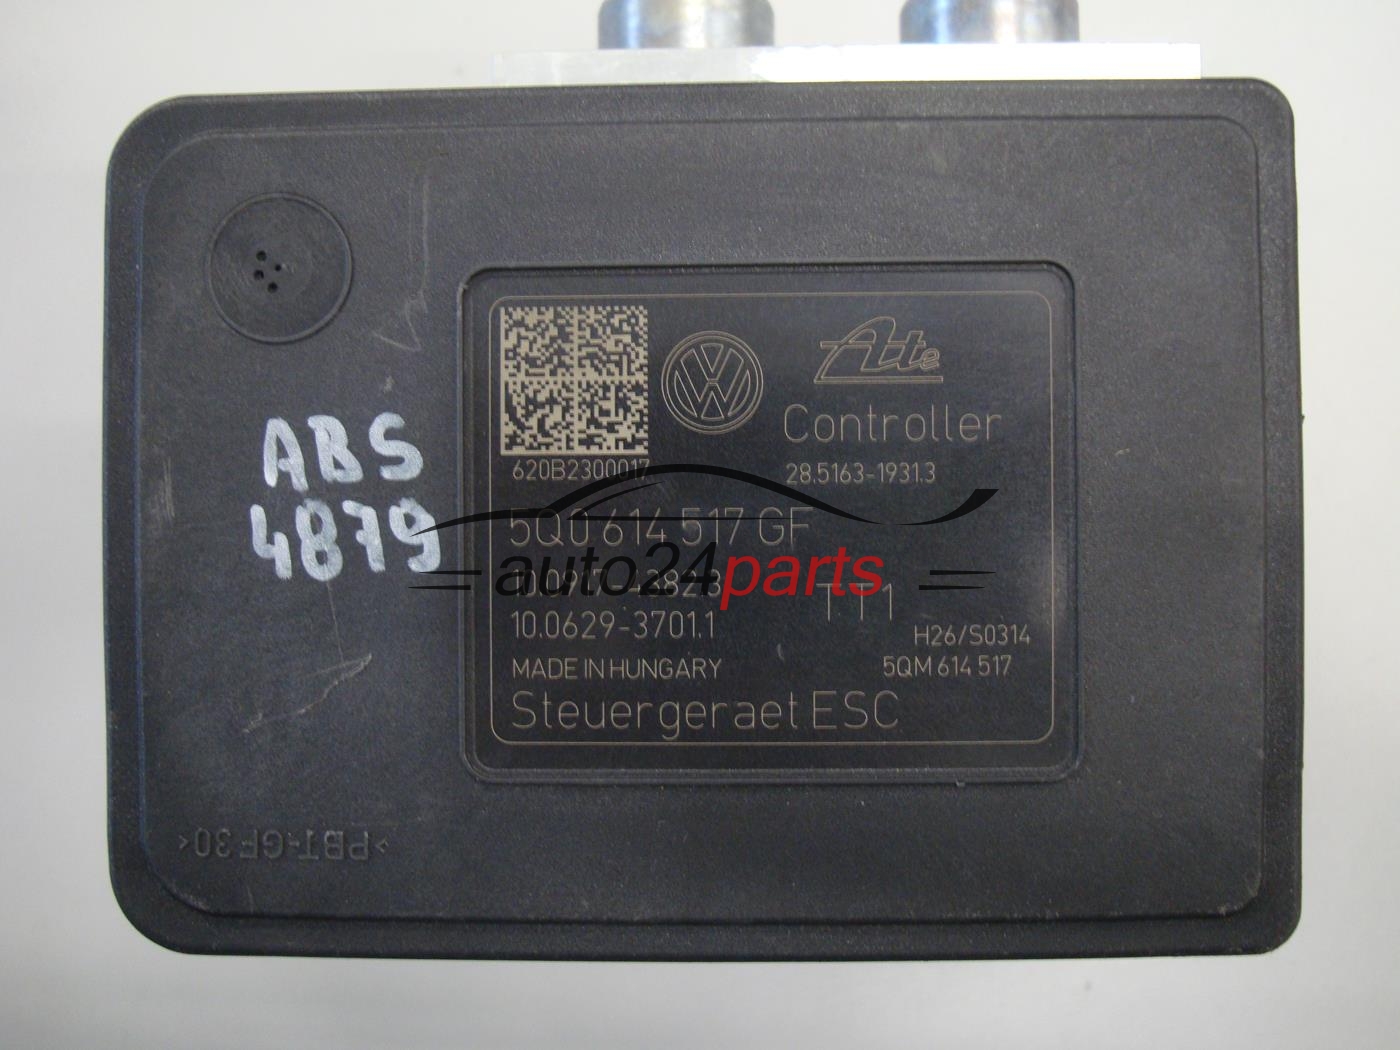 Ate
Controller
620B2300017
28.5163-1931.3
ABS
4879
5Q0 614 517 GF
auto24parts
TT1
10.0629-3701.1
H26/S0314
MADE IN HUNGARY
5QM 614 517
Steuergeraet ESC
>PBT-GF30<